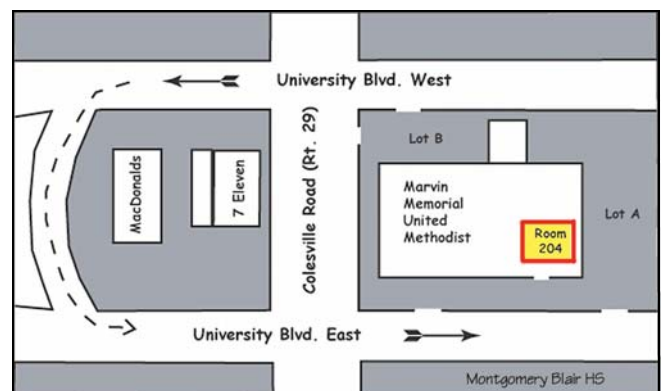 University Blvd. West
Colesville Road (Rt. 29)
MacDonalds
7 Eleven
Lot B
Marvin
Memorial
United
Methodist
Room
204
Lot A
University Blvd. East
Montgomery Blair HS